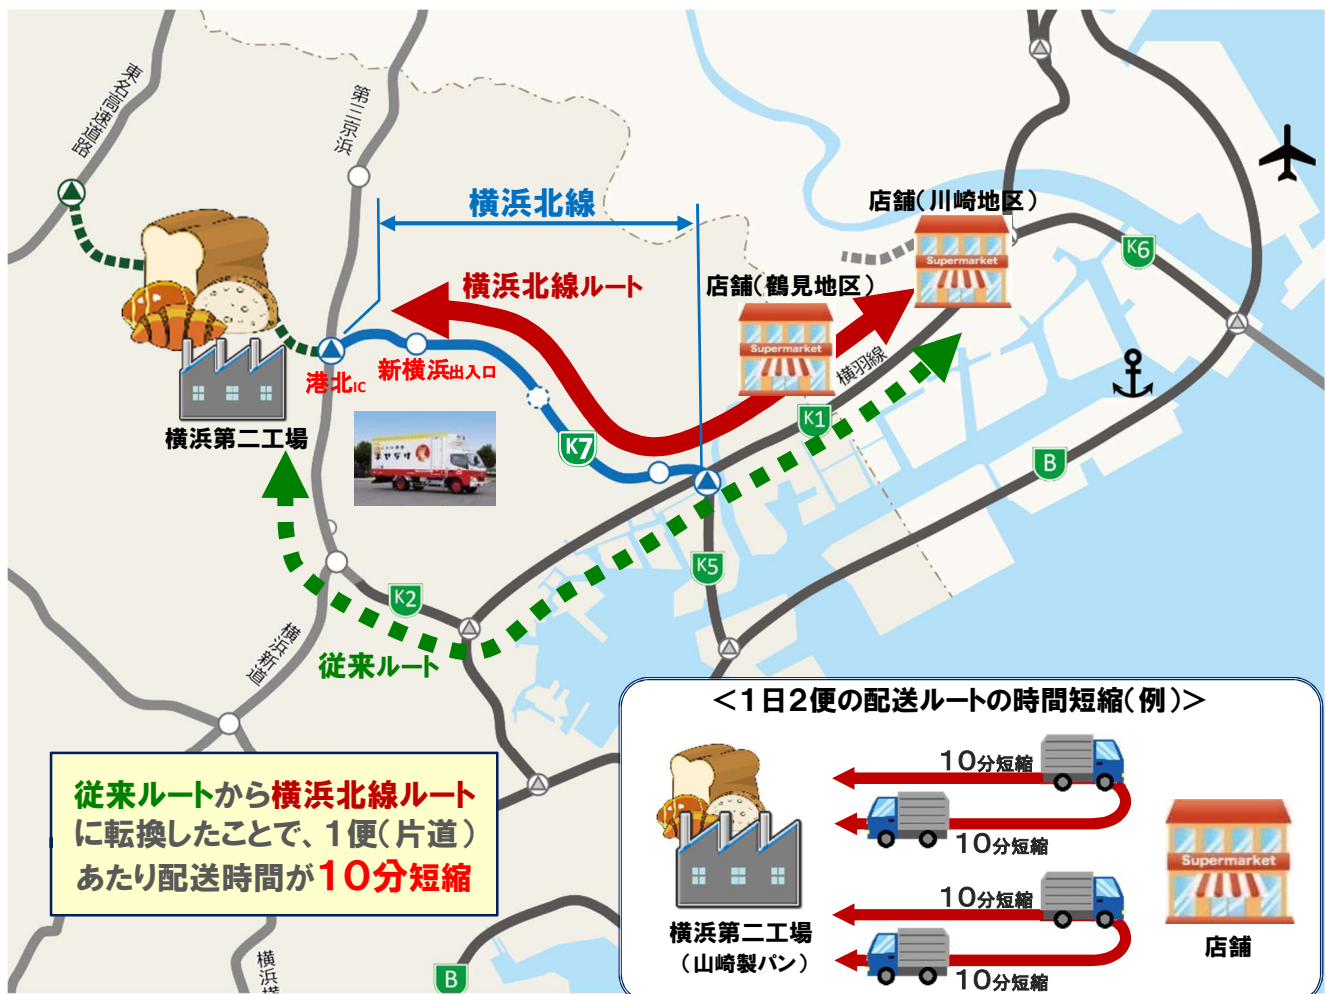 東名高速道路
第三京浜
横浜北線
店舗(川崎地区)
K6
Supermarket
横浜北線ルート
店舗(鶴見地区)
Supermarket
横羽線
港北IC
新横浜出入口
K1
横浜第二工場
K7
B
K5
K2
横浜新道
従来ルート
従来ルートから横浜北線ルート
に転換したことで、1便(片道)
あたり配送時間が10分短縮
横浜横
B
<1日2便の配送ルートの時間短縮(例)>
10分短縮
10分短縮
Supermarket
10分短縮
10分短縮
横浜第二工場
(山崎製パン)
店舗